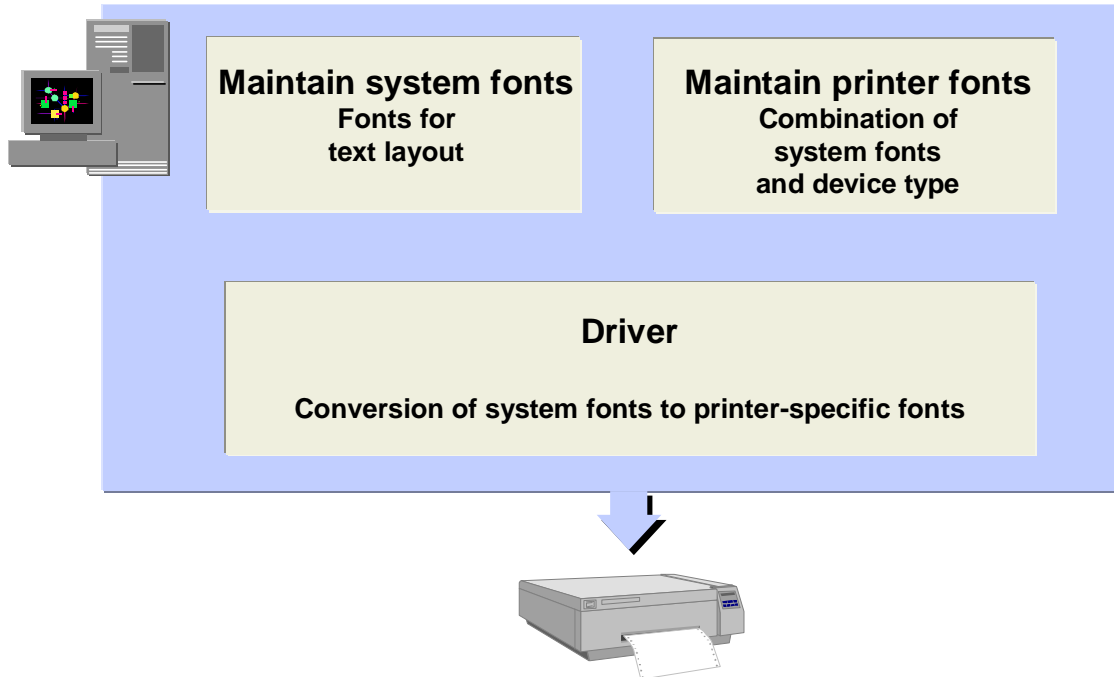 Maintain system fonts
Fonts for
text layout
Maintain printer fonts
Combination of
system fonts
and device type
Driver
Conversion of system fonts to printer-specific fonts